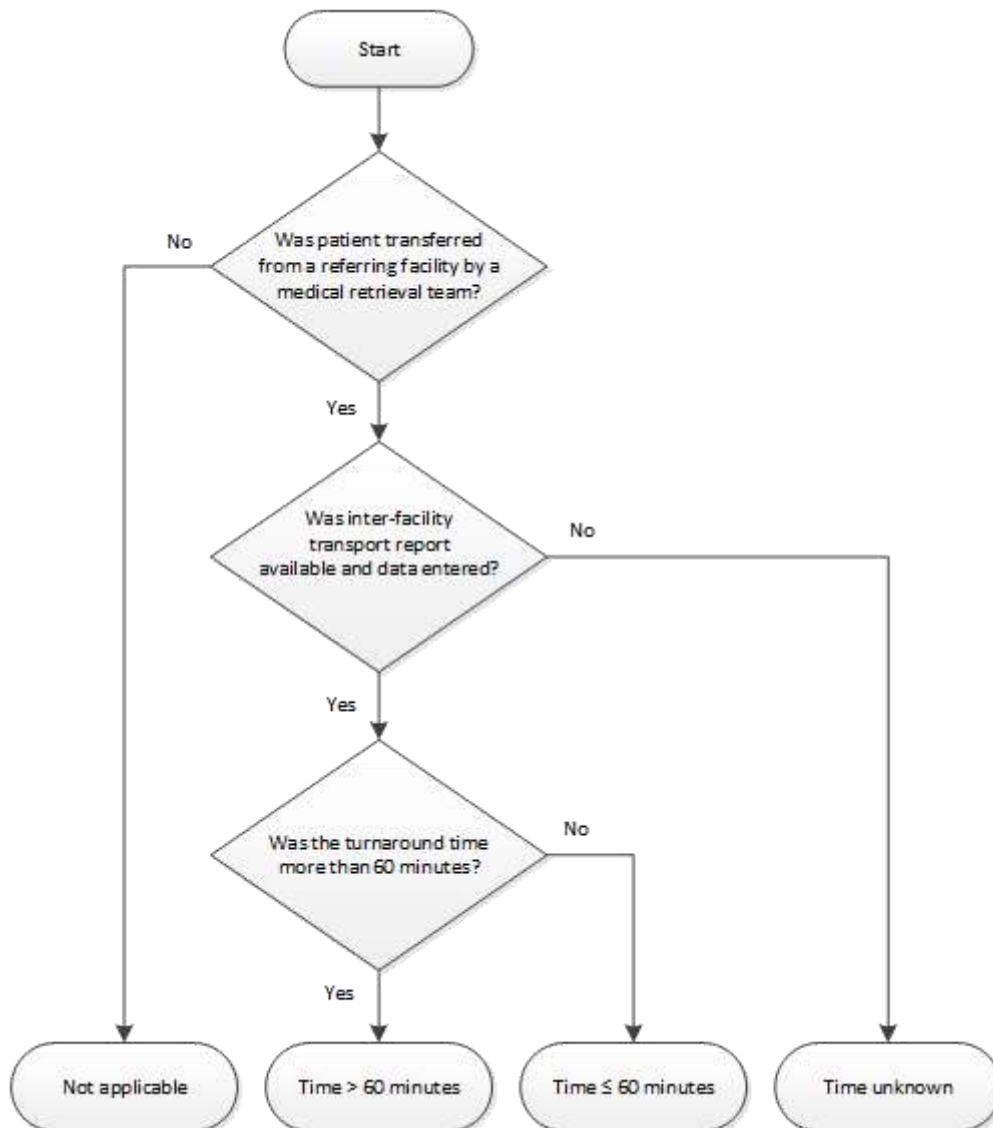 Start
No
Was patient transferred
from a referring facility by a
medical retrieval team?
Yes
Was inter-facility
transport report
available and data entered?
No
Yes
Was the turnaround time
more than 60 minutes?
No
Yes
Not applicable
Time > 60 minutes
Time ≤ 60 minutes
Time unknown